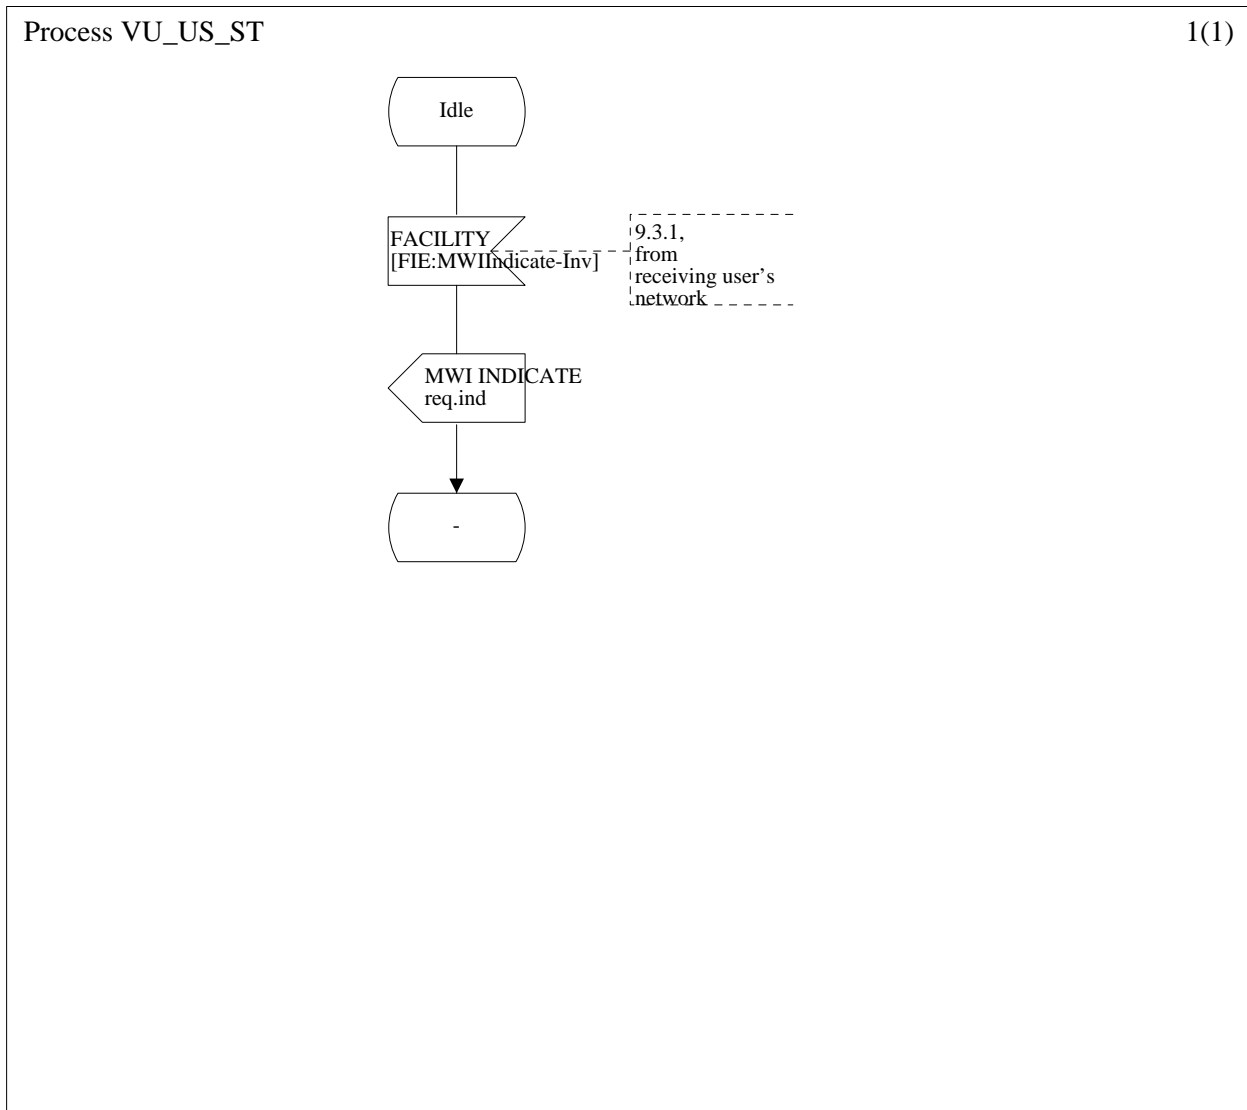 Process VU_US_ST
1(1)
Idle
FACILITY
[FIE:MWIIndicate-Inv]
9.3.1,
from
receiving user's
network
MWI INDICATE
req.ind
-